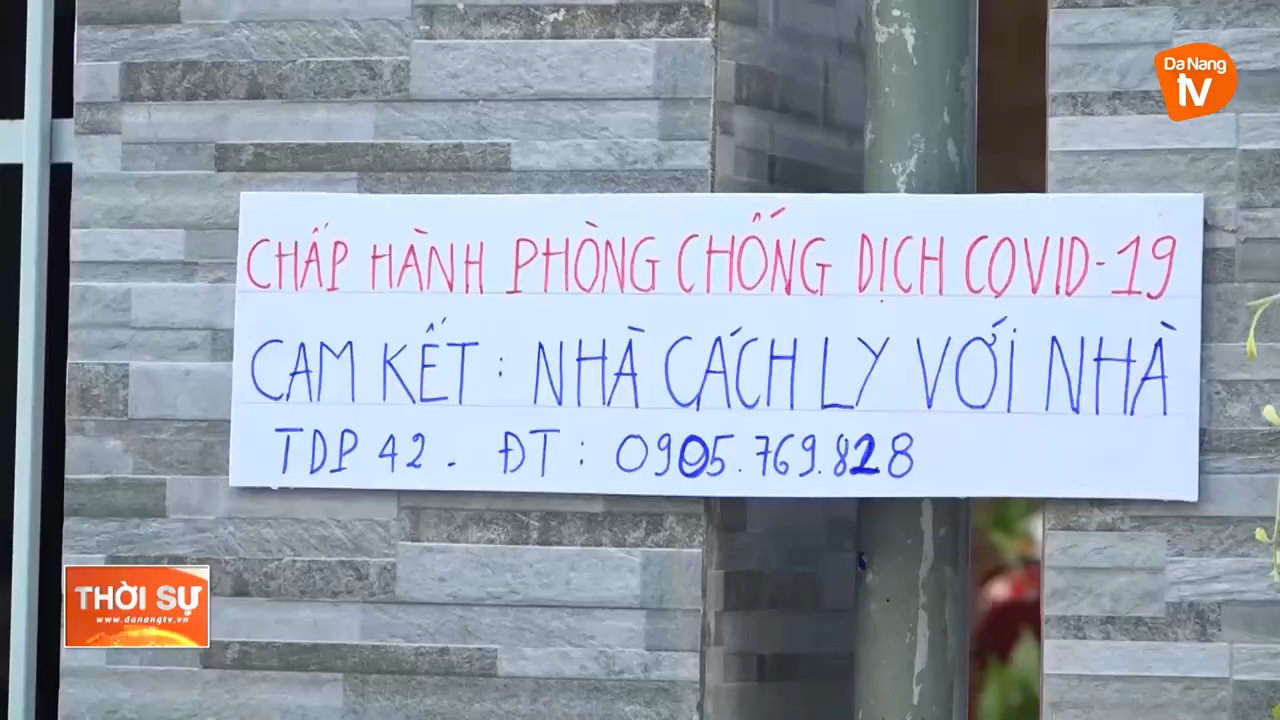 Da Nang
tv
CHẤP HÀNH PHÒNG CHỐNG DỊCH COVID-19
CAM KẾT : NHÀ CÁCH LY VỚI NHÀ
TDP 42. ĐT : 0905.769.828
THỜI SỰ
www.danangtv.vn